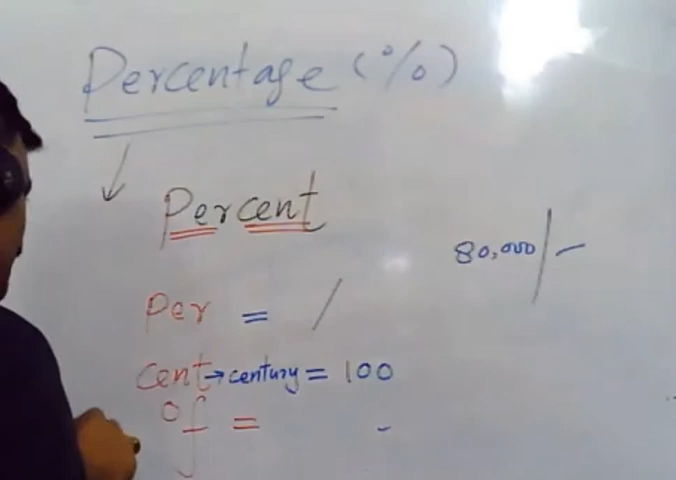 Percentage (%)
Percent
80,000/-
Per = /
Cent → century = 100
Of = -